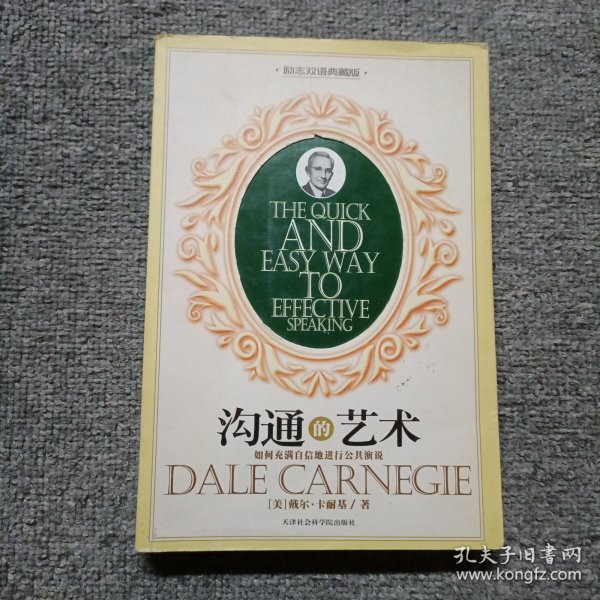 ·励志双语典藏版·
THE QUICK
AND
EASY WAY
TO
EFFECTIVE
SPEAKING
沟通的艺术
如何充满自信地进行公共演说
DALE CARNEGIE
[美]戴尔·卡耐基/著
天津社会科学院出版社
孔夫子旧书网
www.kongfz.com